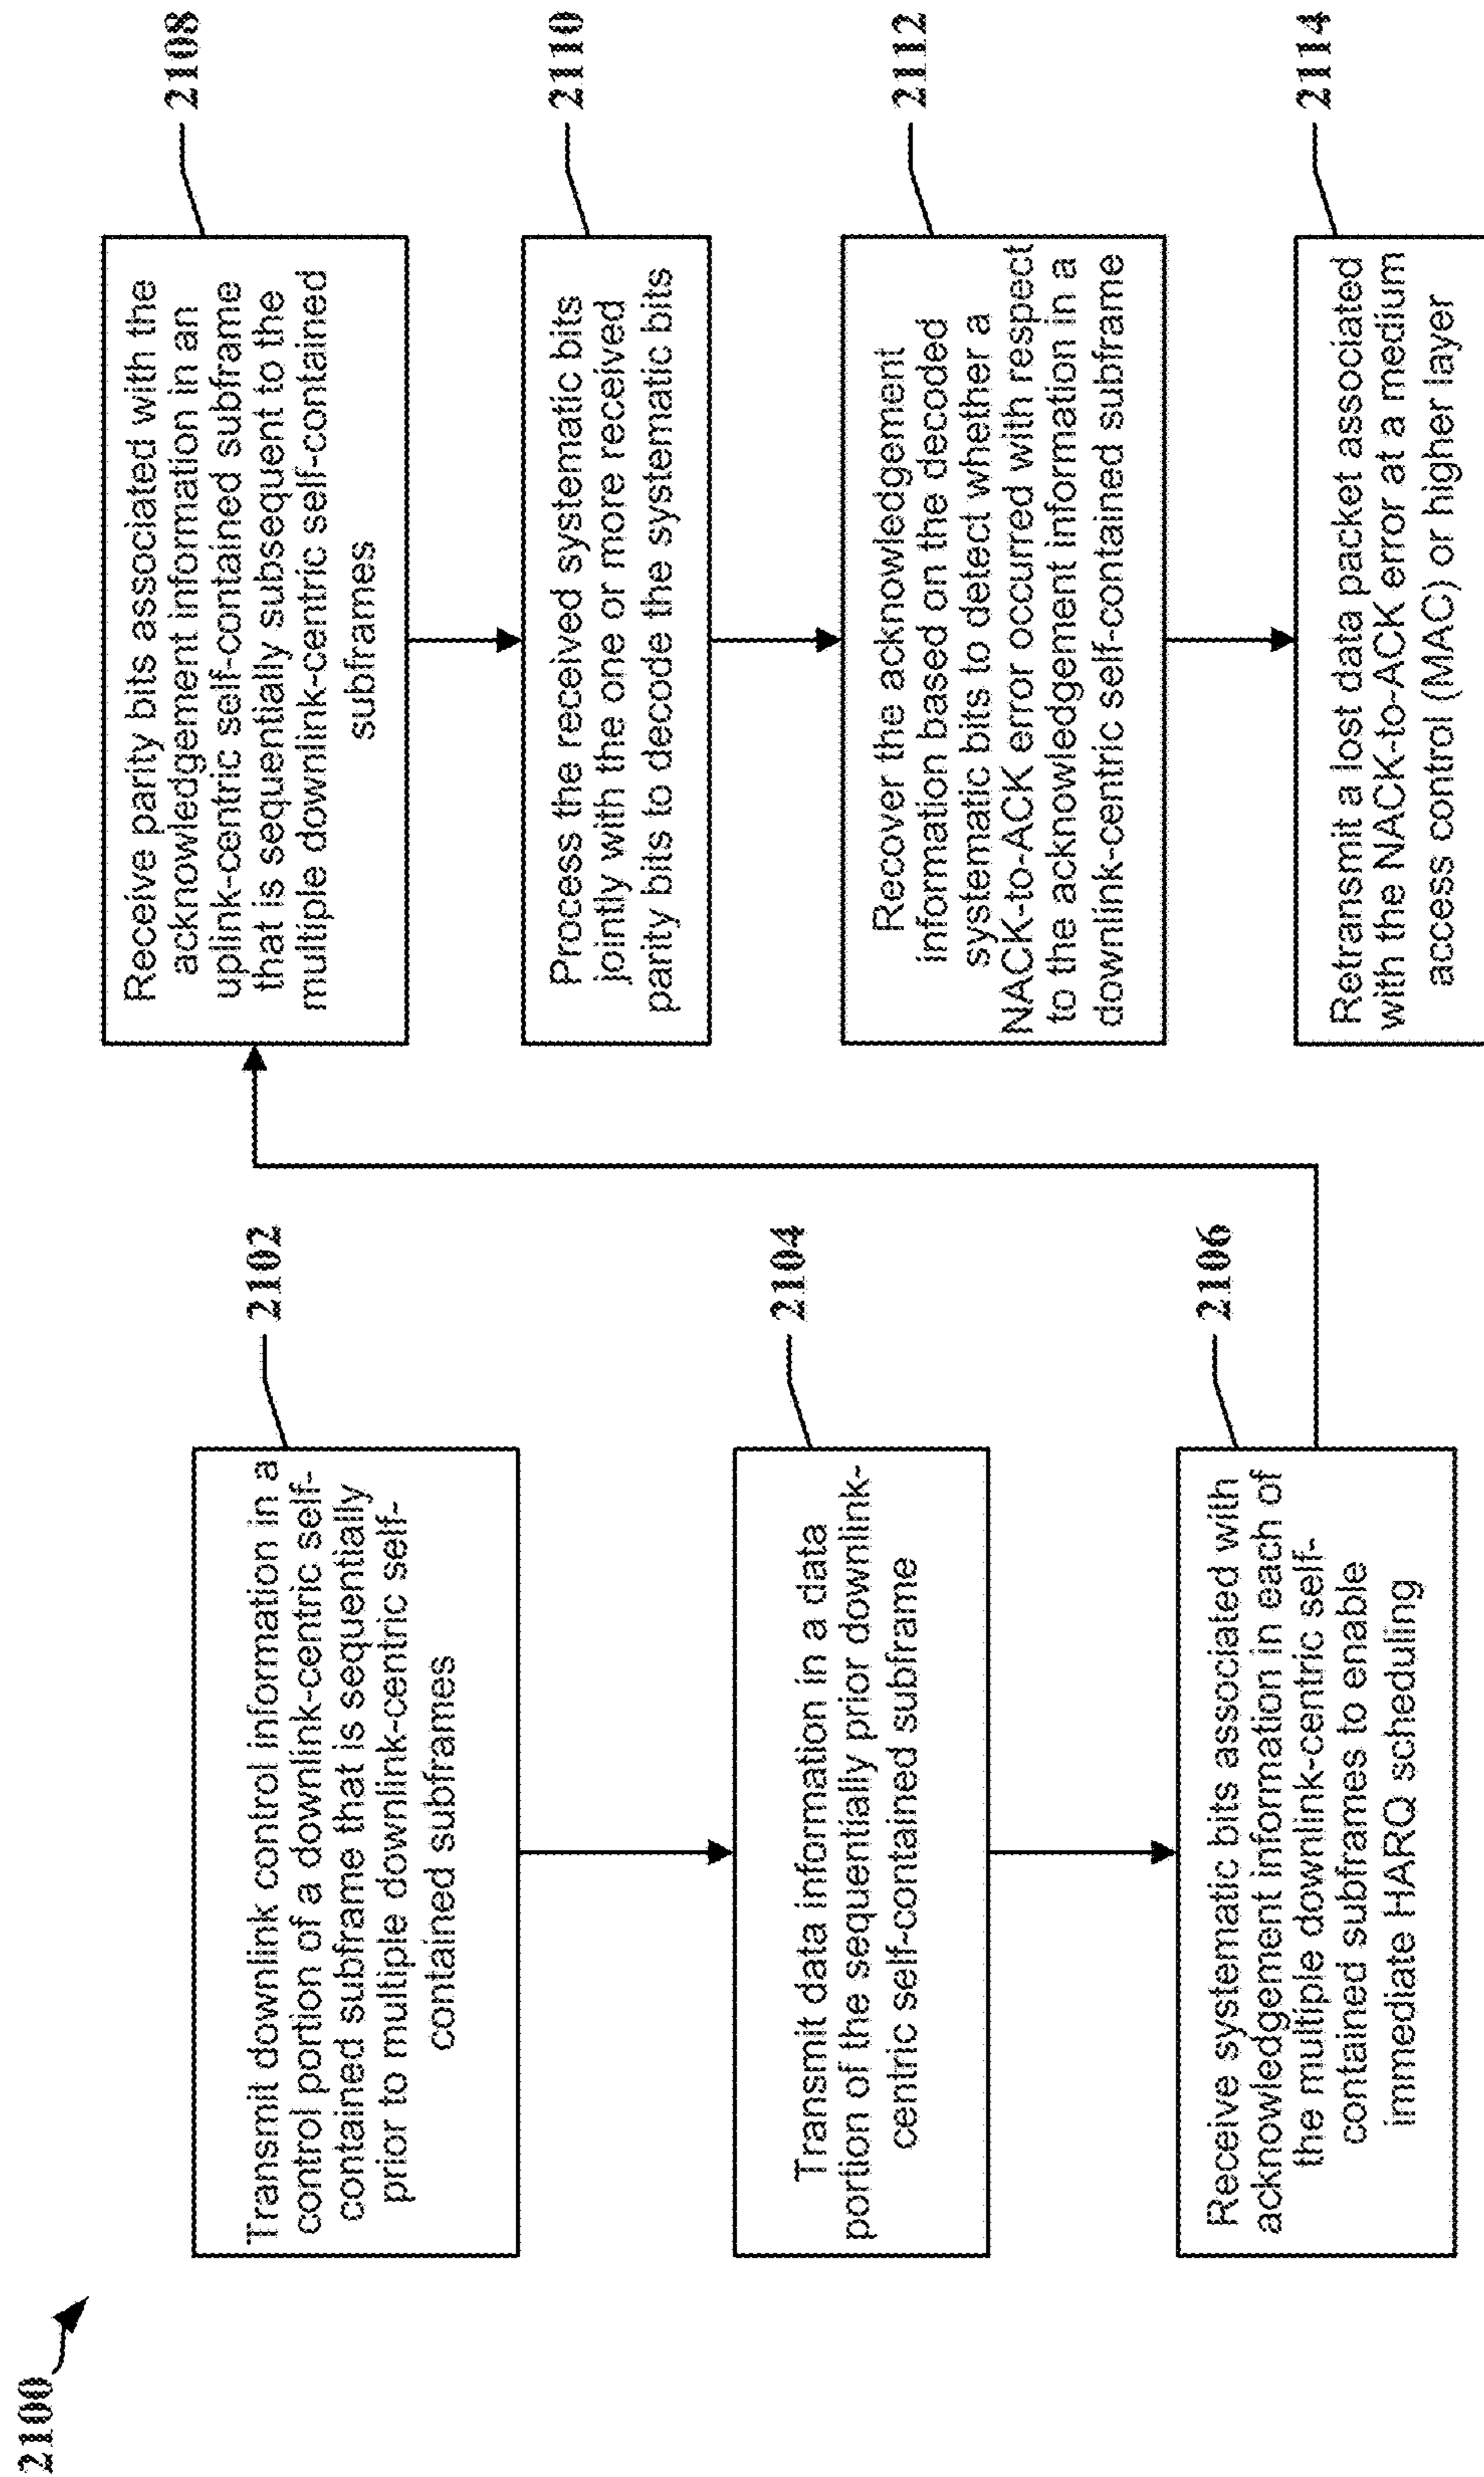 2100
2102
Transmit downlink control information in a
control portion of a downlink-centric self-
contained subframe that is sequentially
prior to multiple downlink-centric self-
contained subframes
2104
Transmit data information in a data
portion of the sequentially prior downlink-
centric self-contained subframe
2106
Receive systematic bits associated with
acknowledgement information in each of
the multiple downlink-centric self-
contained subframes to enable
immediate HARQ scheduling
2108
Receive parity bits associated with the
acknowledgement information in an
uplink-centric self-contained subframe
that is sequentially subsequent to the
multiple downlink-centric self-contained
subframes
2110
Process the received systematic bits
jointly with the one or more received
parity bits to decode the systematic bits
2112
Recover the acknowledgement
information based on the decoded
systematic bits to detect whether a
NACK-to-ACK error occurred with respect
to the acknowledgement information in a
downlink-centric self-contained subframe
2114
Retransmit a lost data packet associated
with the NACK-to-ACK error at a medium
access control (MAC) or higher layer